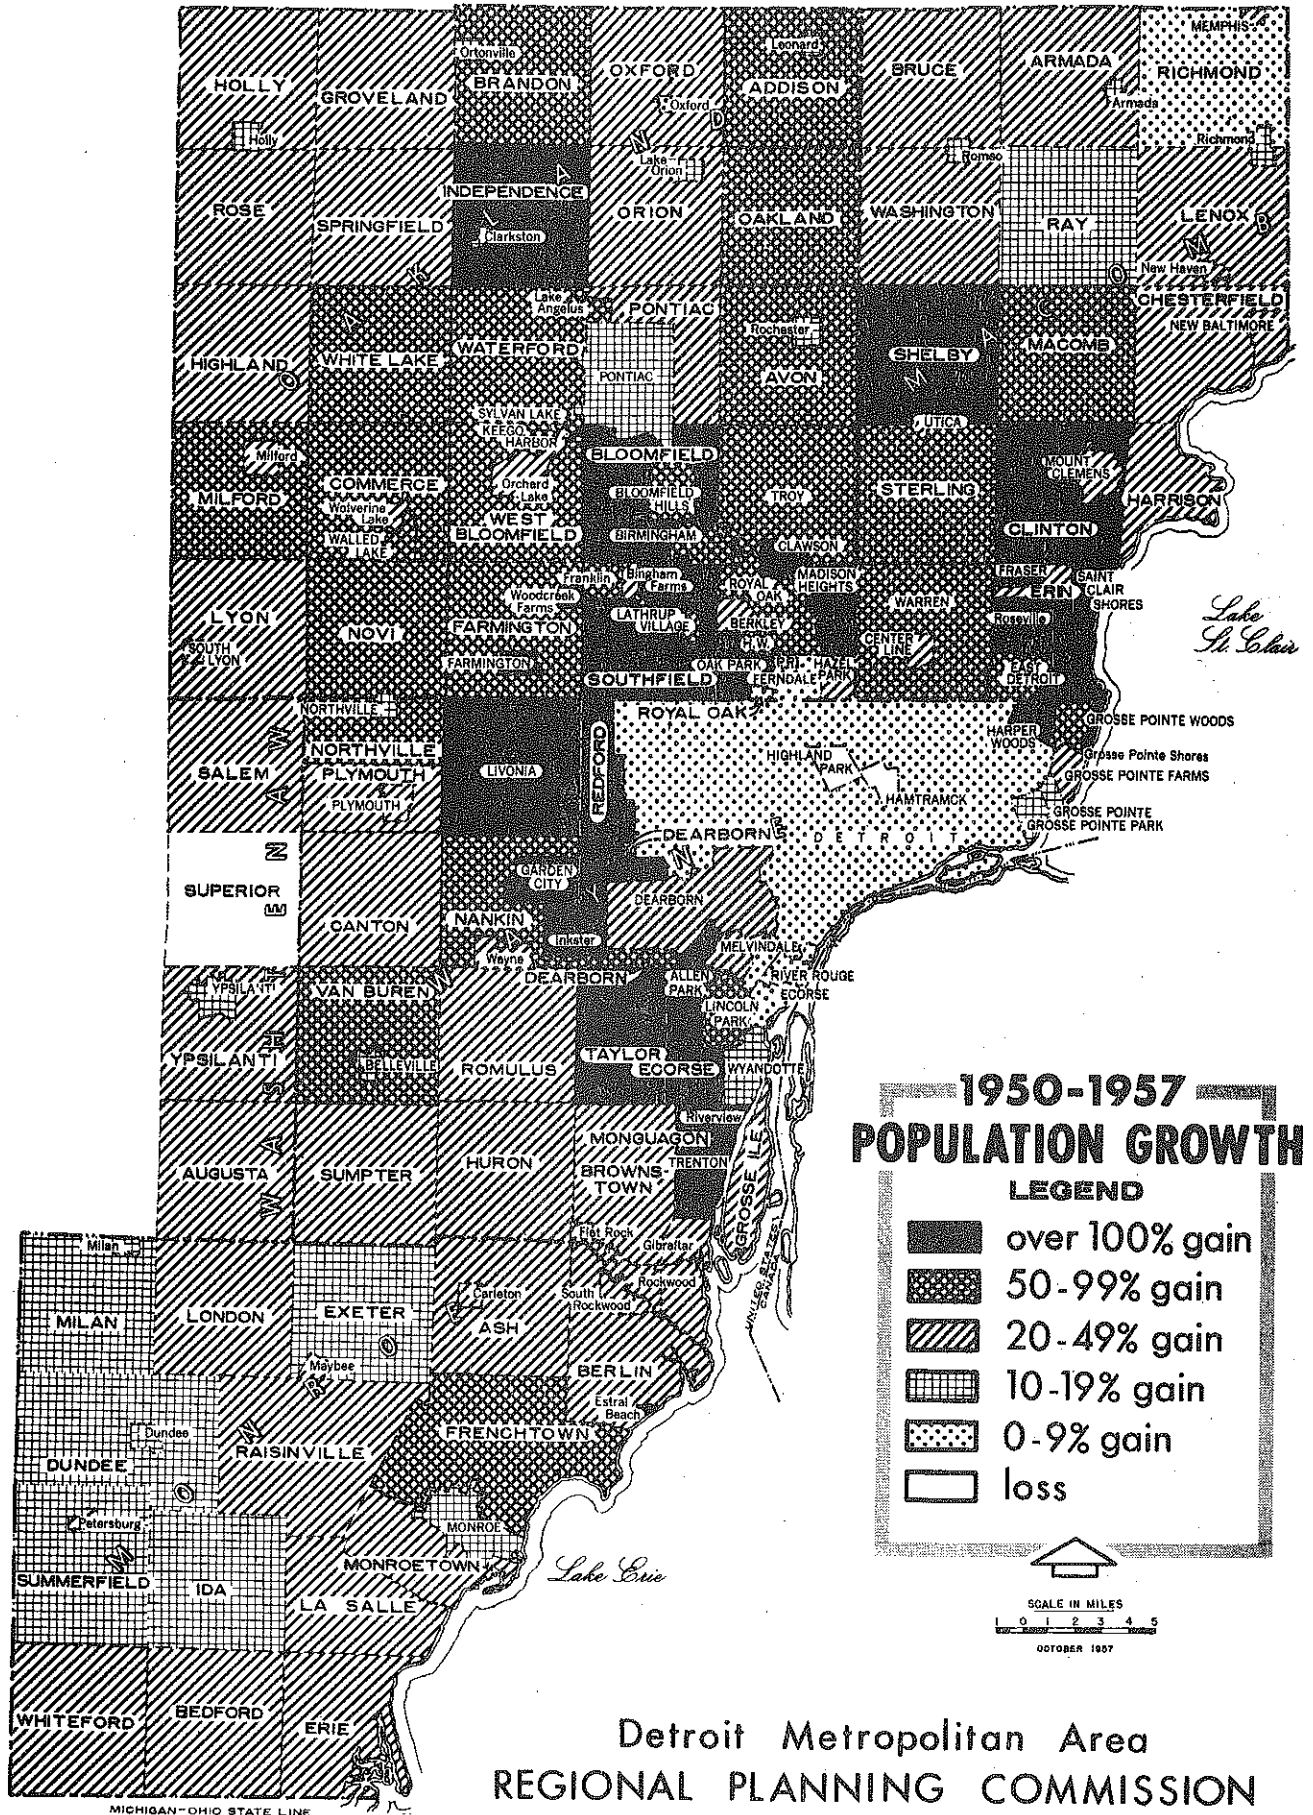 MEMPHIS
HOLLY
GROVELAND
Ortonville
BRANDON
OXFORD
Oxford
Leonard
ADDISON
BRUCE
ARMADA
Armada
RICHMOND
Holly
Lake
Orion
Romeo
Richmond
ROSE
SPRINGFIELD
INDEPENDENCE
Clarkston
ORION
OAKLAND
WASHINGTON
RAY
LENOX
New Haven
O A K L A N D
M A C O M B
HIGHLAND
WHITE LAKE
Lake
Angelus
WATERFORD
PONTIAC
PONTIAC
Rochester
AVON
SHELBY
MACOMB
CHESTERFIELD
NEW BALTIMORE
SYLVAN LAKE
KEEGO
HARBOR
UTICA
Milford
MILFORD
COMMERCE
Wolverine
Lake
WALLED
LAKE
Orchard
Lake
WEST
BLOOMFIELD
BLOOMFIELD
BLOOMFIELD
HILLS
BIRMINGHAM
TROY
CLAWSON
STERLING
MOUNT
CLEMENS
CLINTON
HARRISON
LYON
SOUTH
LYON
NOVI
Franklin
Woodcreek
Farms
FARMINGTON
FARMINGTON
Bingham
Farms
LATHRUP
VILLAGE
SOUTHFIELD
ROYAL
OAK
BERKLEY
H.W.
OAK PARK
P.R.
FERNDALE
MADISON
HEIGHTS
HAZEL
PARK
WARREN
CENTER
LINE
FRASER
ERIN
Roseville
EAST
DETROIT
SAINT
CLAIR
SHORES
Lake
St. Clair
SALEM
NORTHVILLE
NORTHVILLE
PLYMOUTH
PLYMOUTH
LIVONIA
REDFORD
ROYAL OAK
HIGHLAND
PARK
HAMTRAMCK
DETROIT
HARPER
WOODS
GROSSE POINTE WOODS
Grosse Pointe Shores
GROSSE POINTE FARMS
GROSSE POINTE
GROSSE POINTE PARK
SUPERIOR
CANTON
GARDEN
CITY
NANKIN
Wayne
Inkster
DEARBORN
DEARBORN
DEARBORN
MELVINDALE
ALLEN
PARK
RIVER ROUGE
ECORSE
LINCOLN
PARK
W A S H T E N A W
W A Y N E
YPSILANTI
YPSILANTI
VAN BUREN
BELLEVILLE
ROMULUS
TAYLOR
ECORSE
WYANDOTTE
AUGUSTA
SUMPTER
HURON
MONGUAGON
BROWNS-
TOWN
Riverview
TRENTON
GROSSE ILE
Flat Rock
Gibraltar
Rockwood
South
Rockwood
UNITED STATES
CANADA
Milan
MILAN
LONDON
EXETER
Maybee
Carleton
ASH
BERLIN
Estral
Beach
Dundee
DUNDEE
RAISINVILLE
FRENCHTOWN
MONROE
M O N R O E
Petersburg
SUMMERFIELD
IDA
MONROETOWN
LA SALLE
Lake Erie
WHITEFORD
BEDFORD
ERIE
MICHIGAN-OHIO STATE LINE
1950-1957
POPULATION GROWTH
LEGEND
over 100% gain
50-99% gain
20-49% gain
10-19% gain
0-9% gain
loss
SCALE IN MILES
1 0 1 2 3 4 5
OCTOBER 1957
Detroit Metropolitan Area
REGIONAL PLANNING COMMISSION